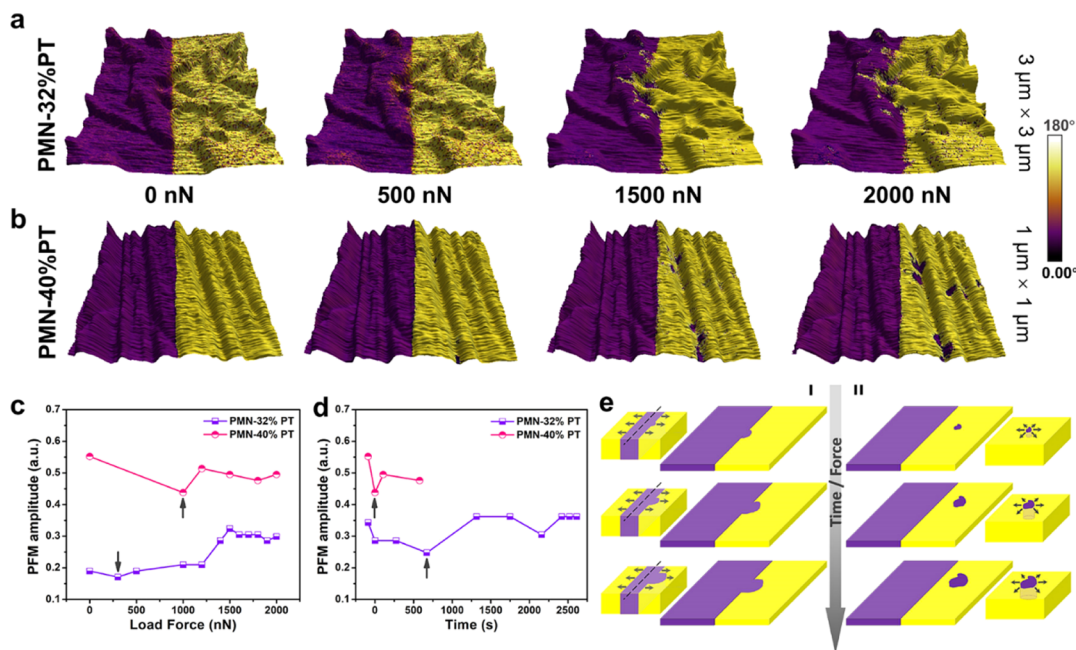 a
PMN-32%PT
0 nN
500 nN
1500 nN
2000 nN
3 μm × 3 μm
180°
0.00°
b
PMN-40%PT
1 μm × 1 μm
c
0.7
0.6
0.5
0.4
0.3
0.2
0.1
PFM amplitude (a.u.)
PMN-32% PT
PMN-40% PT
0
500
1000
1500
2000
Load Force (nN)
d
0.7
0.6
0.5
0.4
0.3
0.2
0.1
PFM amplitude (a.u.)
PMN-32% PT
PMN-40% PT
0
500
1000
1500
2000
2500
Time (s)
e
I
II
Time / Force